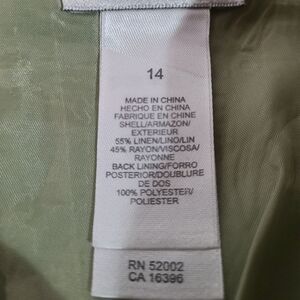 14
MADE IN CHINA
HECHO EN CHINA
FABRIQUE EN CHINE
SHELL/ARMAZON/
EXTERIEUR
55% LINEN/LINO/LIN
45% RAYON/VISCOSA/
RAYONNE
BACK LINING/FORRO
POSTERIOR/DOUBLURE
DE DOS
100% POLYESTER/
POLIESTER
RN 52002
CA 16396